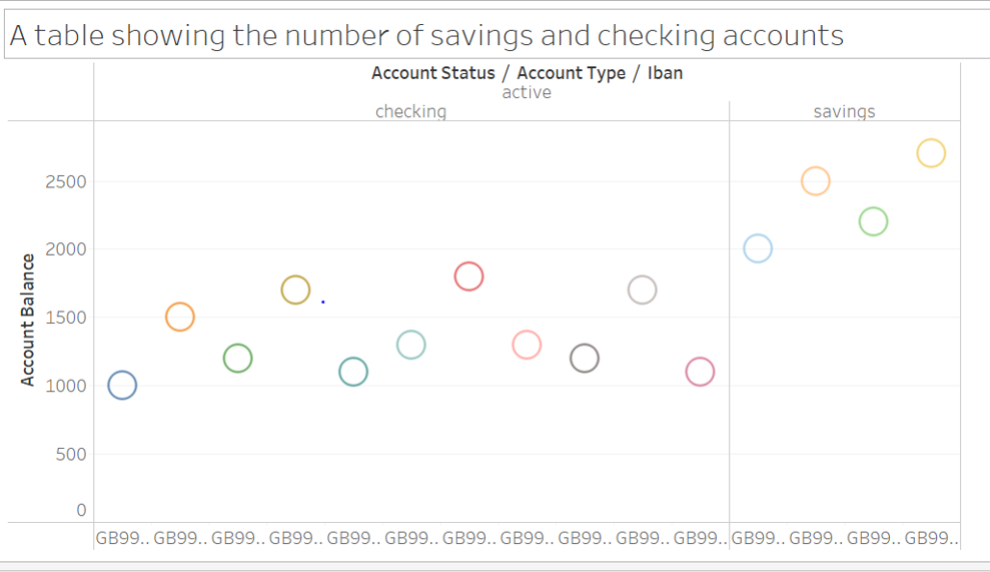 A table showing the number of savings and checking accounts
Account Status / Account Type / Iban
active
checking savings
2500
2000
1500
1000
500
0
Account Balance
GB99.. GB99.. GB99.. GB99.. GB99.. GB99.. GB99.. GB99.. GB99.. GB99.. GB99.. GB99.. GB99.. GB99.. GB99..